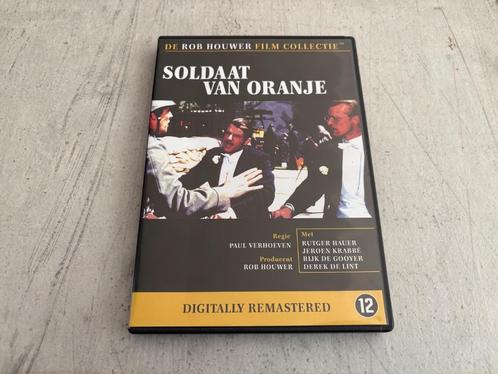 DE ROB HOUWER FILM COLLECTIE™
SOLDAAT
VAN ORANJE
Regie
PAUL VERHOEVEN
Producent
ROB HOUWER
Met
RUTGER HAUER
JEROEN KRABBÉ
RIJK DE GOOYER
DEREK DE LINT
DIGITALLY REMASTERED
12